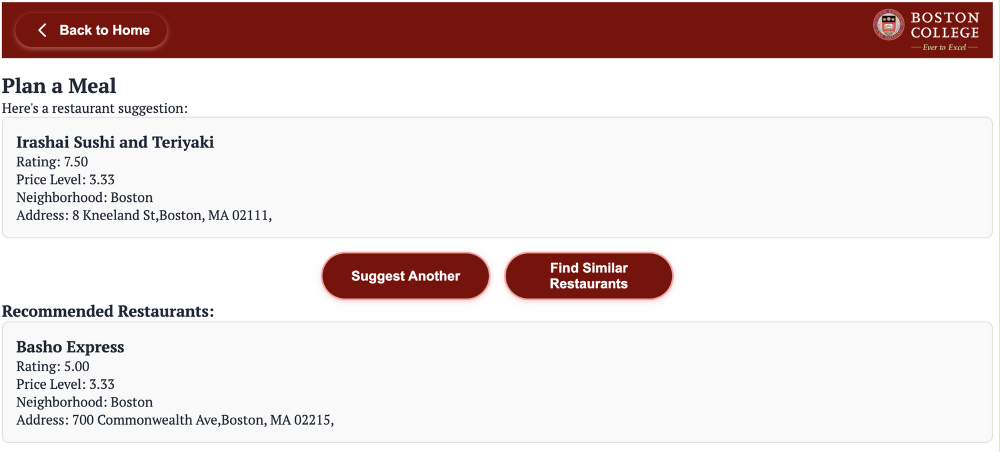 Back to Home
BOSTON
COLLEGE
Ever to Excel
Plan a Meal
Here's a restaurant suggestion:
Irashai Sushi and Teriyaki
Rating: 7.50
Price Level: 3.33
Neighborhood: Boston
Address: 8 Kneeland St,Boston, MA 02111,
Suggest Another
Find Similar
Restaurants
Recommended Restaurants:
Basho Express
Rating: 5.00
Price Level: 3.33
Neighborhood: Boston
Address: 700 Commonwealth Ave,Boston, MA 02215,